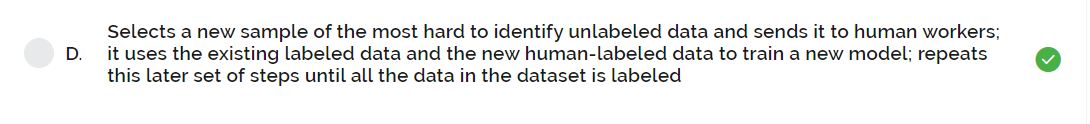 Selects a new sample of the most hard to identify unlabeled data and sends it to human workers;
D. it uses the existing labeled data and the new human-labeled data to train a new model; repeats
this later set of steps until all the data in the dataset is labeled